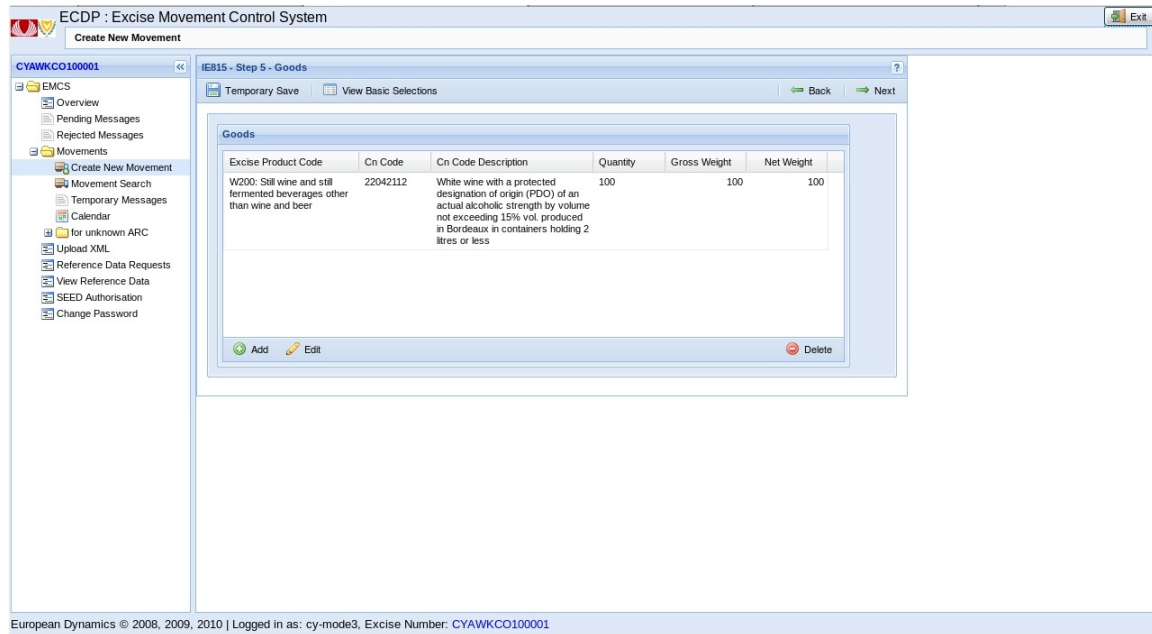 ECDP : Excise Movement Control System
Exit
Create New Movement
CYAWKCO100001
EMCS
Overview
Pending Messages
Rejected Messages
Movements
Create New Movement
Movement Search
Temporary Messages
Calendar
for unknown ARC
Upload XML
Reference Data Requests
View Reference Data
SEED Authorisation
Change Password
IE815 - Step 5 - Goods
?
Temporary Save View Basic Selections Back Next
Goods
Excise Product Code Cn Code Cn Code Description Quantity Gross Weight Net Weight
W200: Still wine and still 22042112 White wine with a protected 100 100 100
fermented beverages other designation of origin (PDO) of an
than wine and beer actual alcoholic strength by volume
not exceeding 15% vol. produced
in Bordeaux in containers holding 2
litres or less
Add Edit Delete
European Dynamics © 2008, 2009, 2010 | Logged in as: cy-mode3, Excise Number: CYAWKCO100001